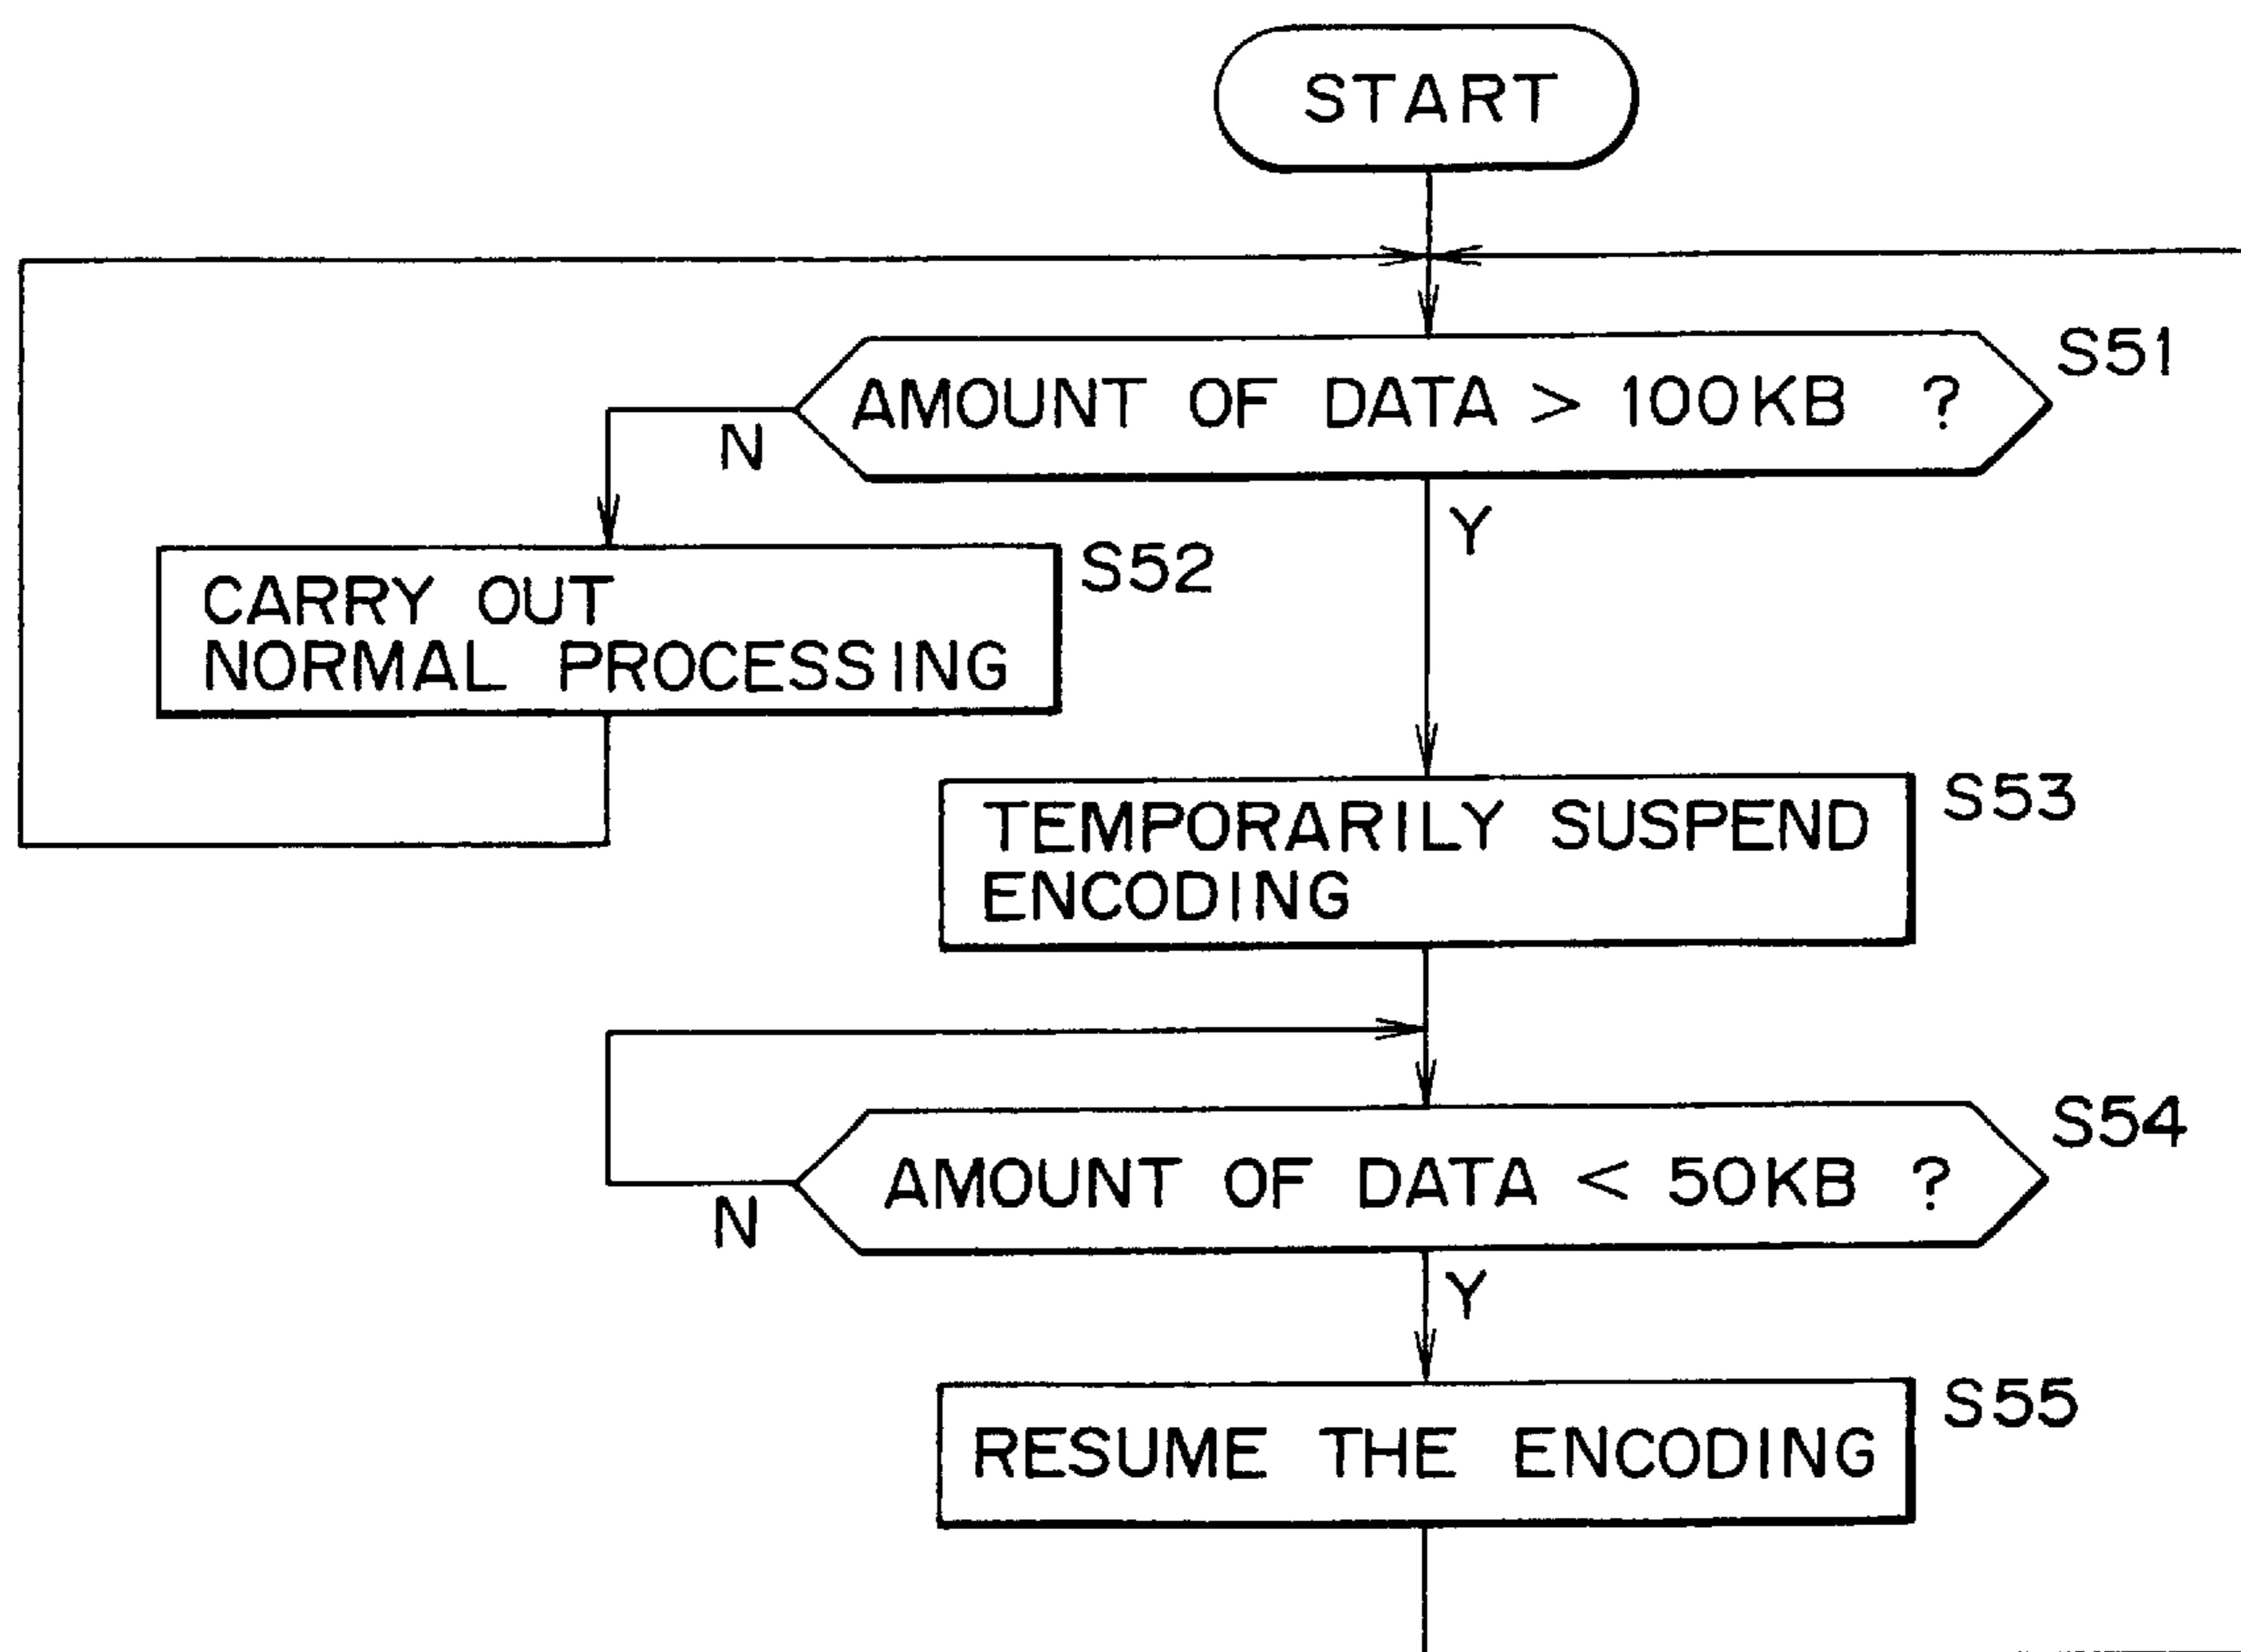 START
AMOUNT OF DATA > 100KB ?
S51
N
Y
CARRY OUT
NORMAL PROCESSING
S52
TEMPORARILY SUSPEND
ENCODING
S53
AMOUNT OF DATA < 50KB ?
S54
N
Y
RESUME THE ENCODING
S55